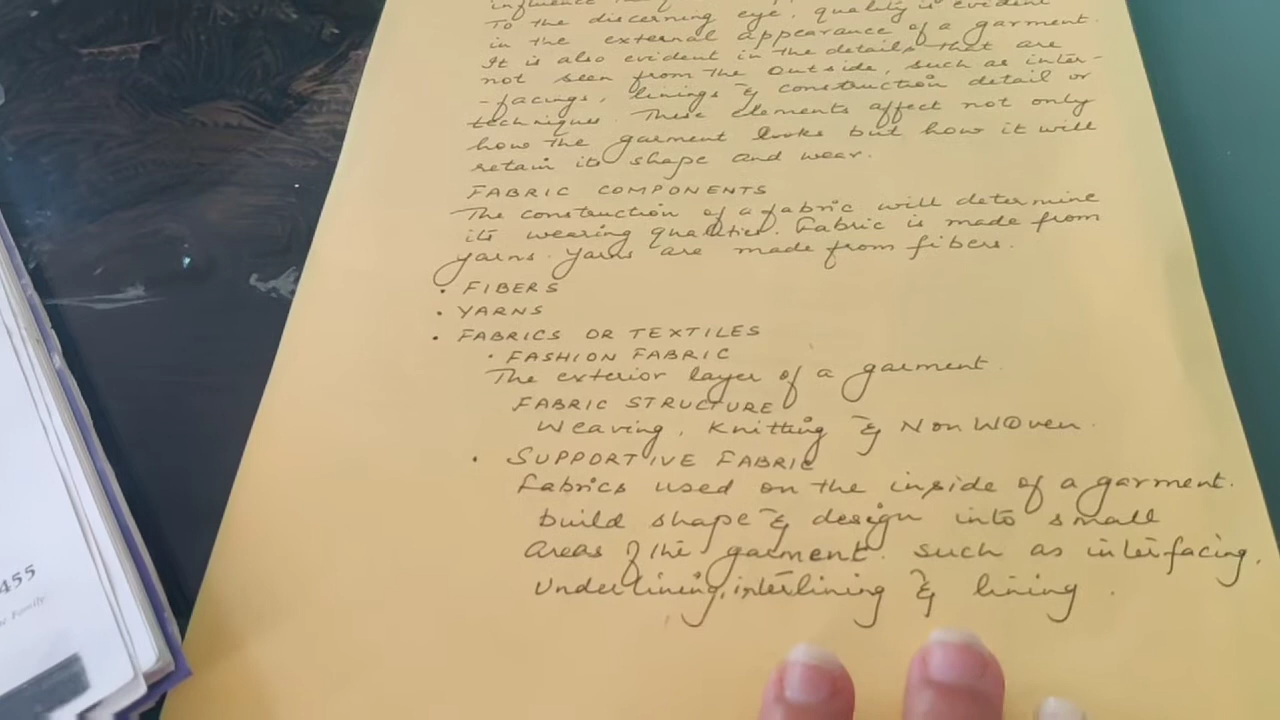 influence
To the discerning eye, quality is evident
in the external appearance of a garment.
It is also evident in the details that are
not seen from the outside, such as inter-
-facings, linings & construction detail or
techniques. These elements affect not only
how the garment looks but how it will
retain its shape and wear.
FABRIC COMPONENTS
The construction of a fabric will determine
its wearing qualities. Fabric is made from
yarns. Yarns are made from fibers.
· FIBERS
· YARNS
· FABRICS OR TEXTILES
· FASHION FABRIC
The exterior layer of a garment
FABRIC STRUCTURE
Weaving, Knitting & Non Woven.
· SUPPORTIVE FABRIC
Fabrics used on the inside of a garment.
build shape & design into small
areas of the garment. such as interfacing,
Underlining, interlining & lining.
455
Family